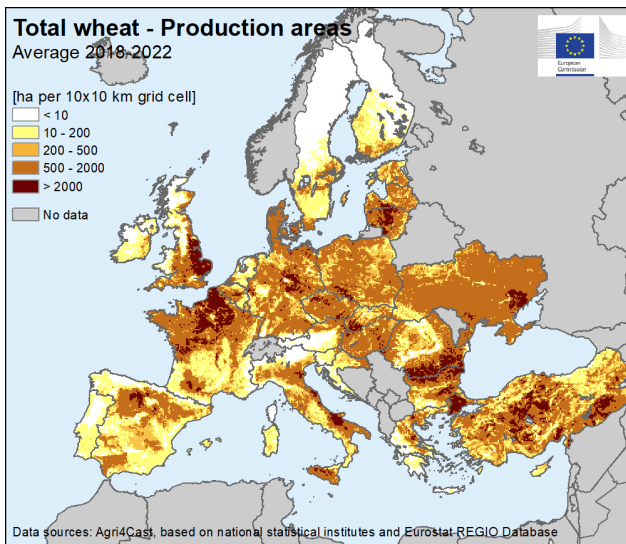 Total wheat - Production areas
Average 2018-2022
European
Commission
[ha per 10x10 km grid cell]
< 10
10 - 200
200 - 500
500 - 2000
> 2000
No data
Data sources: Agri4Cast, based on national statistical institutes and Eurostat REGIO Database